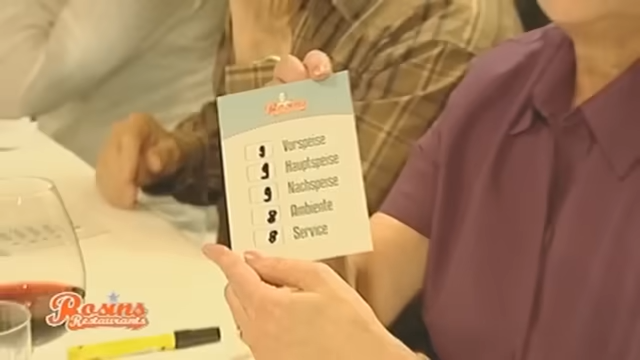 Rosins
9 Vorspeise
9 Hauptspeise
9 Nachspeise
8 Ambiente
8 Service
Rosins
Restaurants